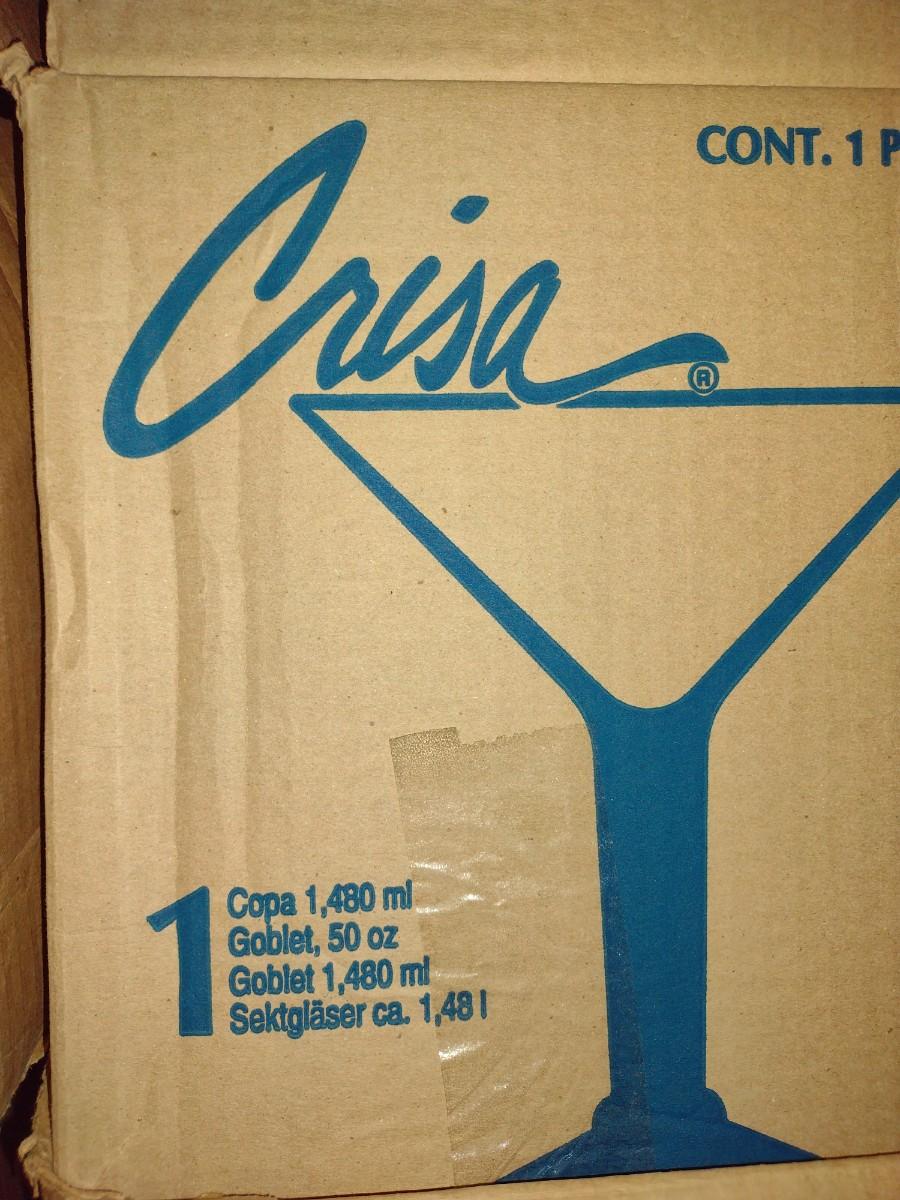 CONT. 1
Crisa®
1
Copa 1,480 ml
Goblet, 50 oz
Goblet 1,480 ml
Sektgläser ca. 1,48 l